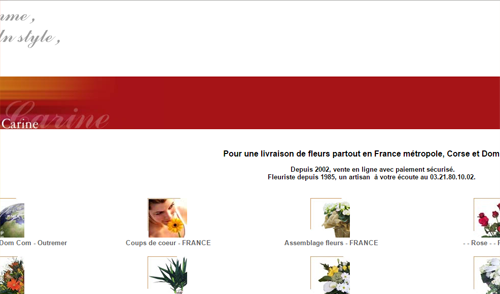 me,
In style,
Carine
Carine
Pour une livraison de fleurs partout en France métropole, Corse et Dom
Depuis 2002, vente en ligne avec paiement sécurisé.
Fleuriste depuis 1985, un artisan à votre écoute au 03.21.80.10.02.
Dom Com - Outremer
Coups de coeur - FRANCE
Assemblage fleurs - FRANCE
- - Rose - - F